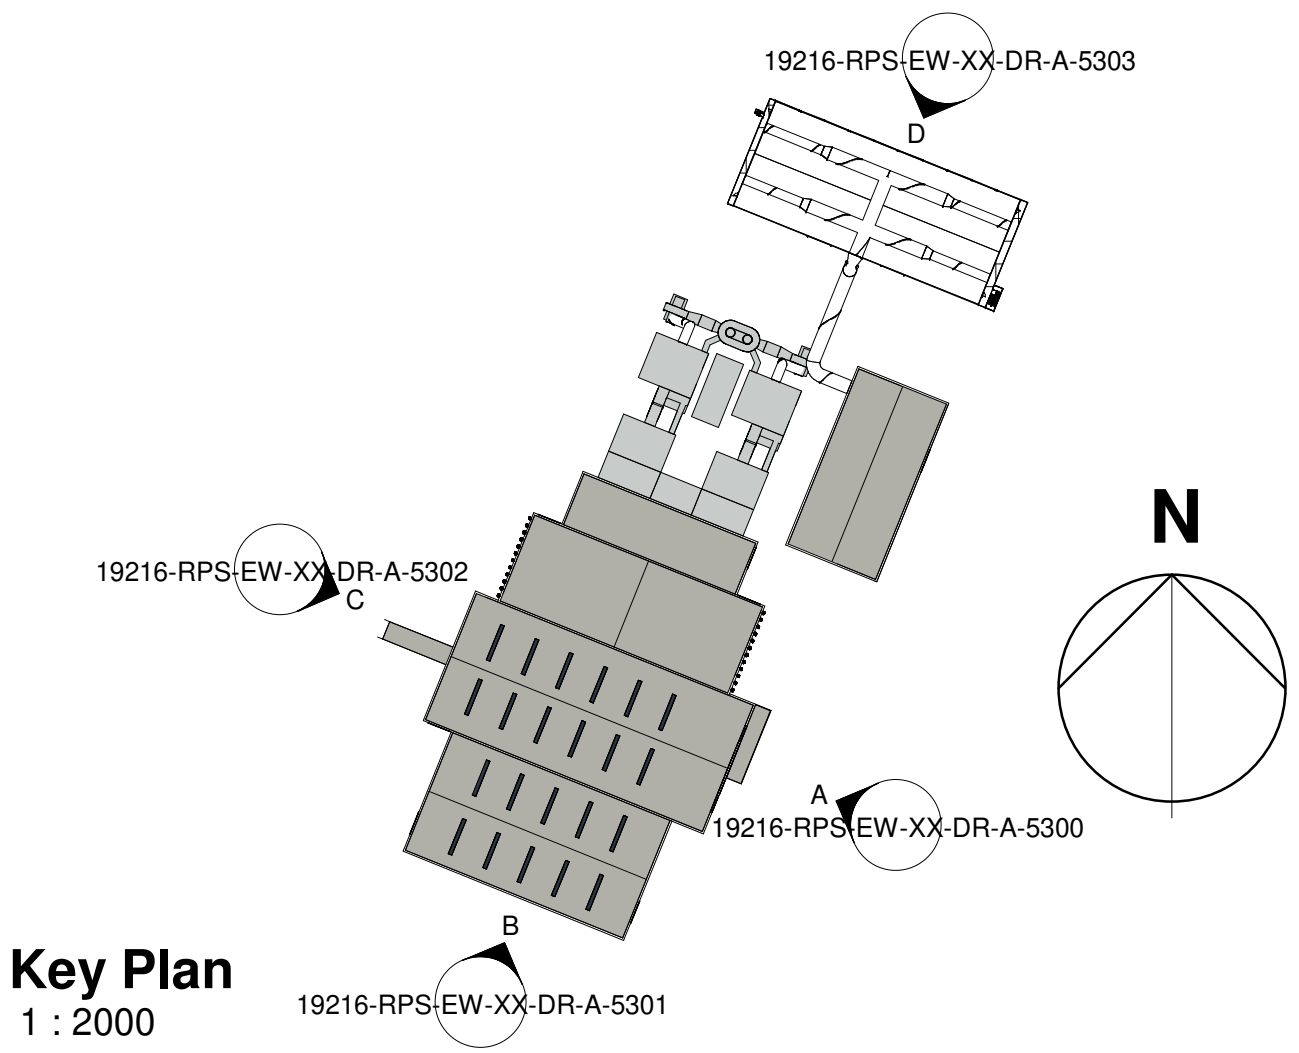 19216-RPS-EW-XX-DR-A-5303
D
N
19216-RPS-EW-XX-DR-A-5302
C
A
19216-RPS-EW-XX-DR-A-5300
B
19216-RPS-EW-XX-DR-A-5301
Key Plan
1 : 2000